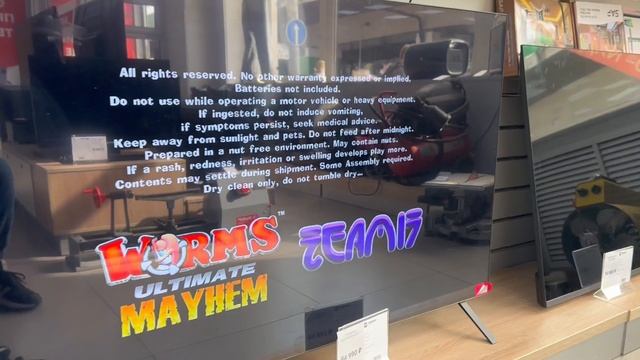 All rights reserved. No other warranty expressed or implied.
Batteries not included.
Do not use while operating a motor vehicle or heavy equipment.
If ingested, do not induce vomiting,
if symptoms persist, seek medical advice.
Keep away from sunlight and pets. Do not feed after midnight.
Prepared in a nut free environment. May contain nuts.
If a rash, redness, irritation or swelling develops play more.
Contents may settle during shipment. Some Assembly required.
Dry clean only, do not tumble dry...
WORMS™
ULTIMATE
MAYHEM
TEAM17